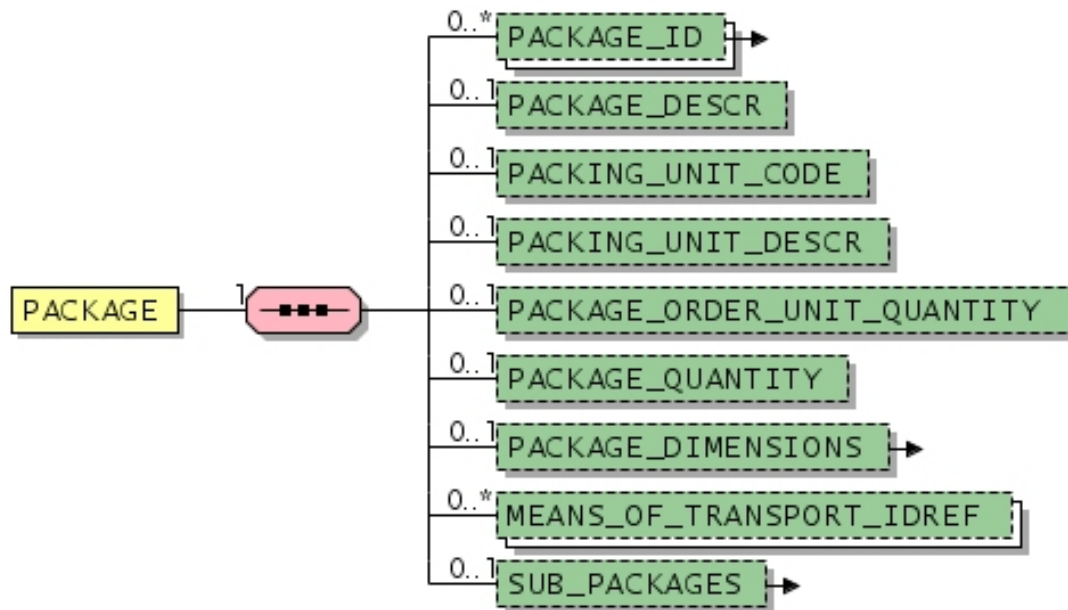 0..* PACKAGE_ID
0..1 PACKAGE_DESCR
0..1 PACKING_UNIT_CODE
0..1 PACKING_UNIT_DESCR
PACKAGE 1 0..1 PACKAGE_ORDER_UNIT_QUANTITY
0..1 PACKAGE_QUANTITY
0..1 PACKAGE_DIMENSIONS
0..* MEANS_OF_TRANSPORT_IDREF
0..1 SUB_PACKAGES